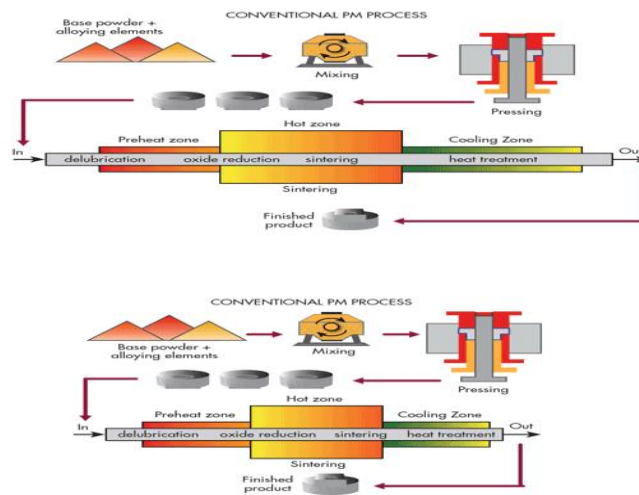 CONVENTIONAL PM PROCESS
Base powder +
alloying elements
Mixing
Pressing
Hot zone
Preheat zone
Cooling Zone
In
Out
delubrication oxide reduction sintering heat treatment
Sintering
Finished
product
CONVENTIONAL PM PROCESS
Base powder +
alloying elements
Mixing
Pressing
Hot zone
Preheat zone
Cooling Zone
In
Out
delubrication oxide reduction sintering heat treatment
Sintering
Finished
product